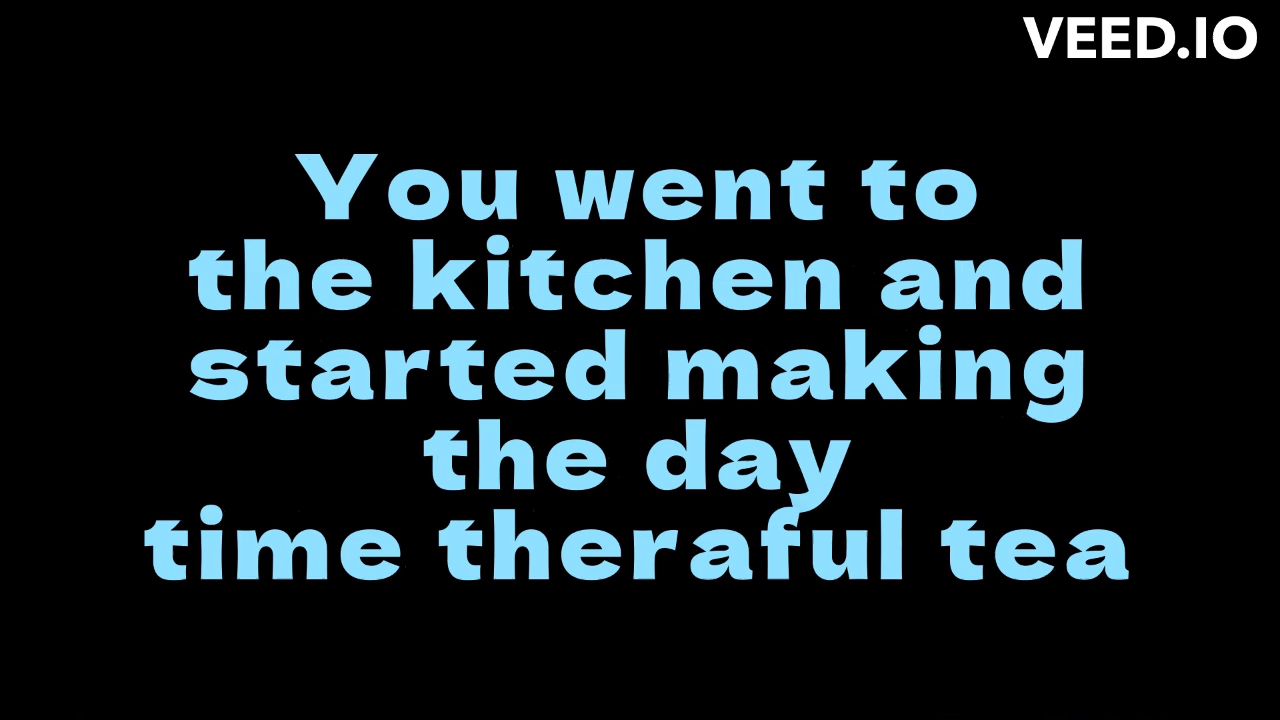 VEED.IO
You went to
the kitchen and
started making
the day
time theraful tea